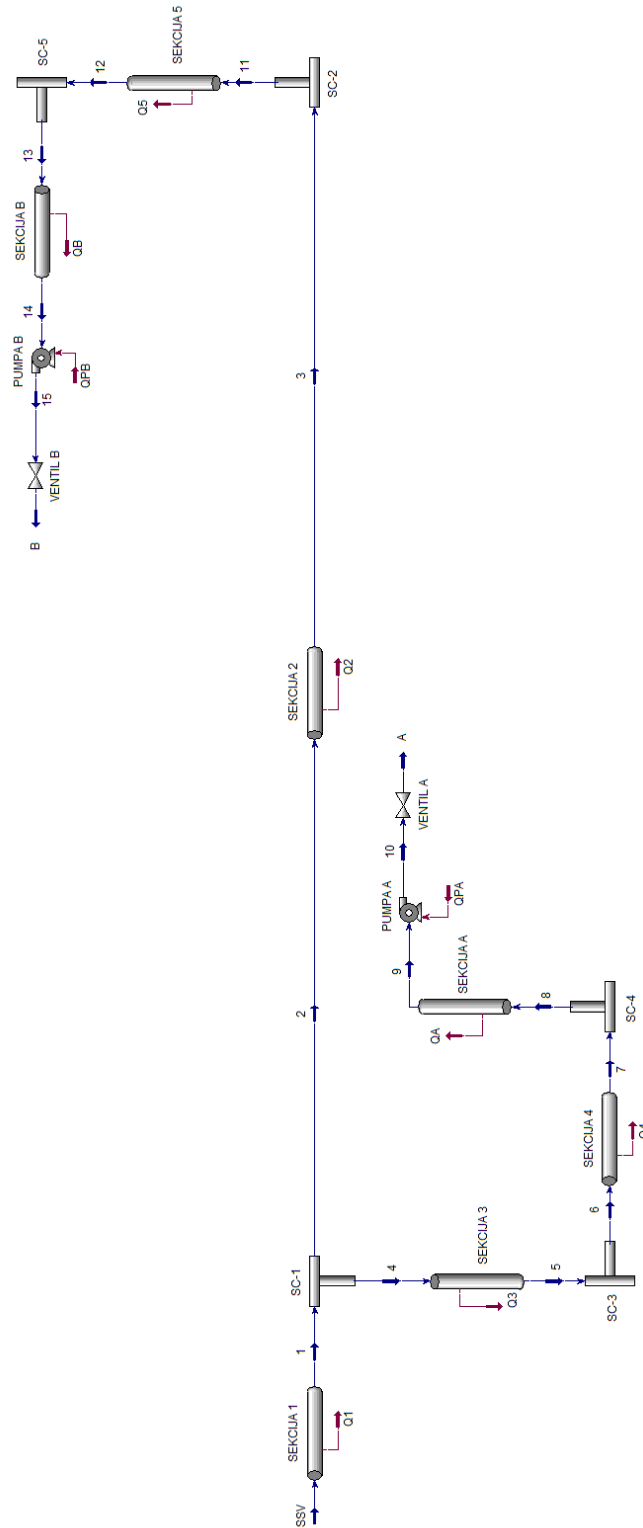 SSV
SEKCIJA 1
Q1
1
SC-1
2
SEKCIJA 2
Q2
3
SC-2
4
SEKCIJA 3
Q3
5
SC-3
6
SEKCIJA 4
7
SC-4
8
SEKCIJA A
QA
9
PUMPA A
QPA
10
VENTIL A
A
11
SEKCIJA 5
Q5
12
SC-5
13
SEKCIJA B
QB
14
PUMPA B
QPB
15
VENTIL B
B